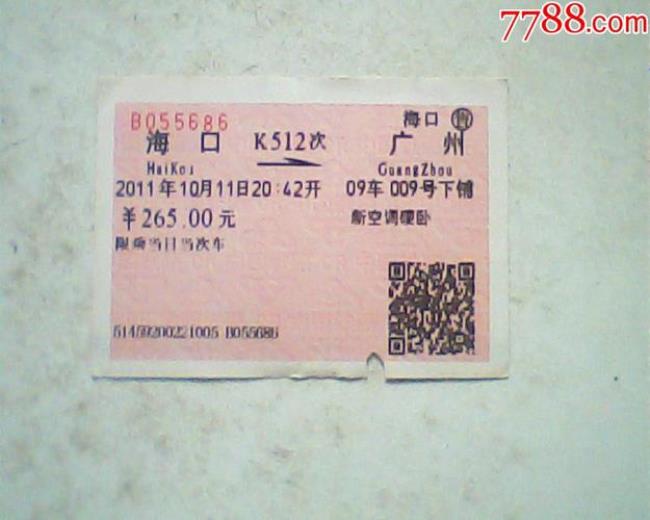 7788.com
B055686
海口 售
海口 K512次 广州
HaiKou GuangZhou
2011年10月11日20:42开 09车 009号下铺
￥265.00元 新空调硬卧
限乘当日当次车
51459200221005 B055686